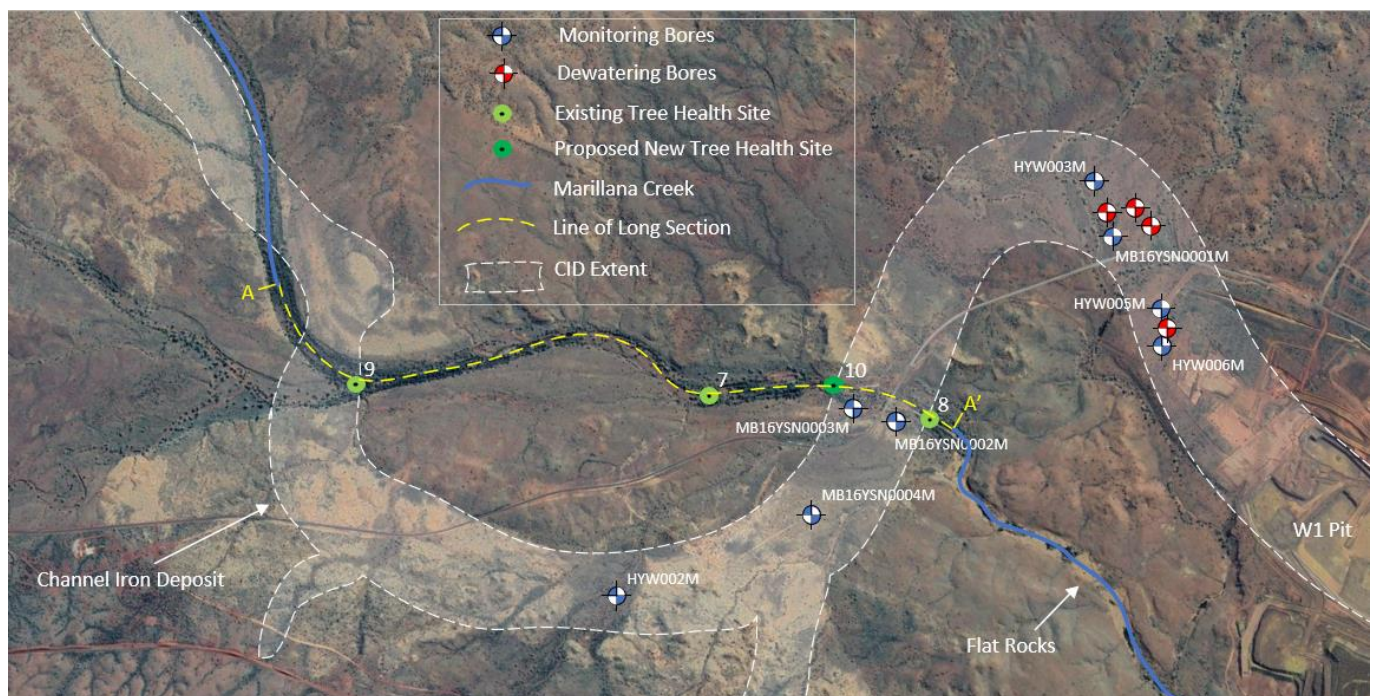 Monitoring Bores
Dewatering Bores
Existing Tree Health Site
Proposed New Tree Health Site
Marillana Creek
Line of Long Section
CID Extent
HYW003M
MB16YSN0001M
HYW005M
HYW006M
A
9
7
10
8
A'
MB16YSN0003M
MB16YSN0002M
MB16YSN0004M
W1 Pit
Channel Iron Deposit
HYW002M
Flat Rocks